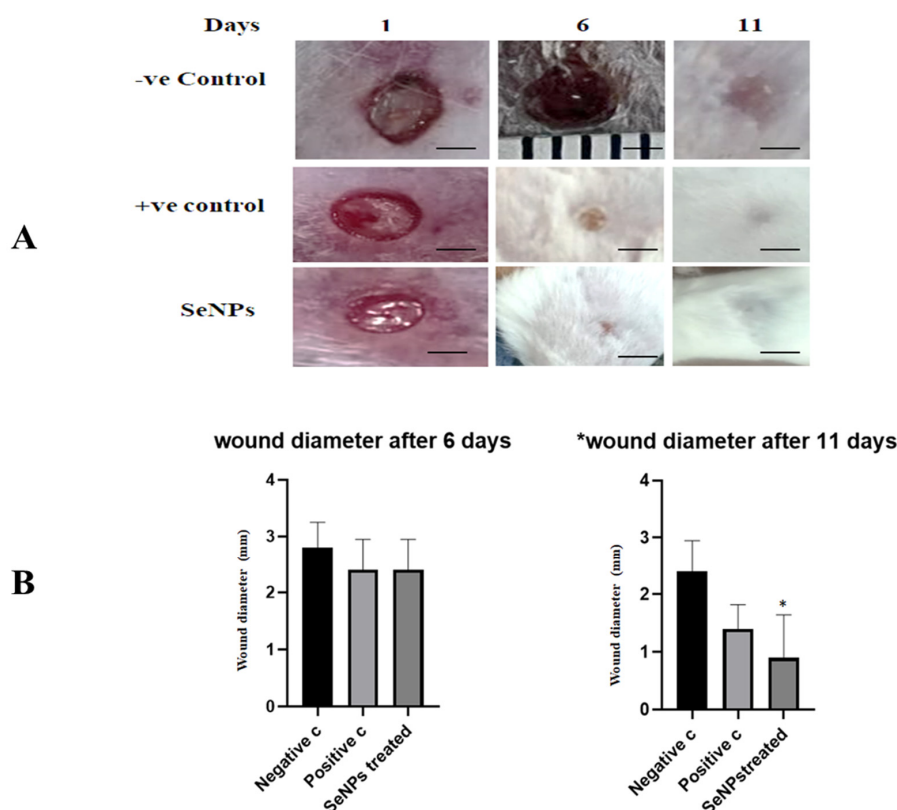 Days 1 6 11
-ve Control
+ve control
A
SeNPs
wound diameter after 6 days
*wound diameter after 11 days
B
Wound diameter (mm)
4
3
2
1
0
Negative c
Positive c
SeNPs treated
Wound diameter (mm)
4
3
2
1
0
*
Negative c
Positive c
SeNPstreated